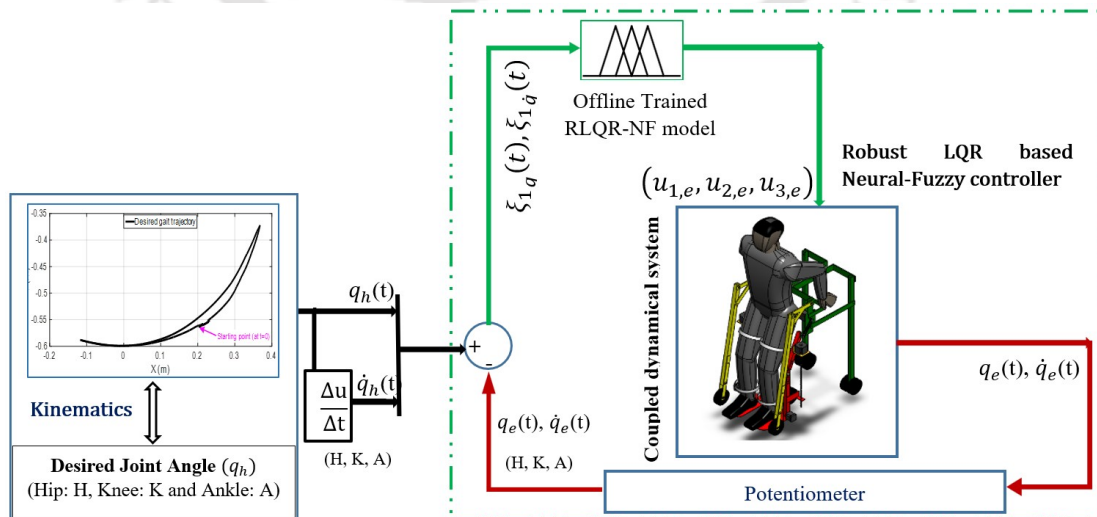 -0.35
Desired gait trajectory
-0.4
-0.45
-0.5
-0.55
Starting point (at t=0)
-0.6
-0.2 -0.1 0 0.1 0.2 0.3 0.4
X (m)
Kinematics
Desired Joint Angle (qₕ)
(Hip: H, Knee: K and Ankle: A)
qₕ(t)
Δu
Δt
q̇ₕ(t)
(H, K, A)
+
-
ξ₁q(t), ξ₁q̇(t)
Offline Trained
RLQR-NF model
Robust LQR based
Neural-Fuzzy controller
(u₁,ₑ, u₂,ₑ, u₃,ₑ)
Coupled dynamical system
qₑ(t), q̇ₑ(t)
qₑ(t), q̇ₑ(t)
(H, K, A)
Potentiometer